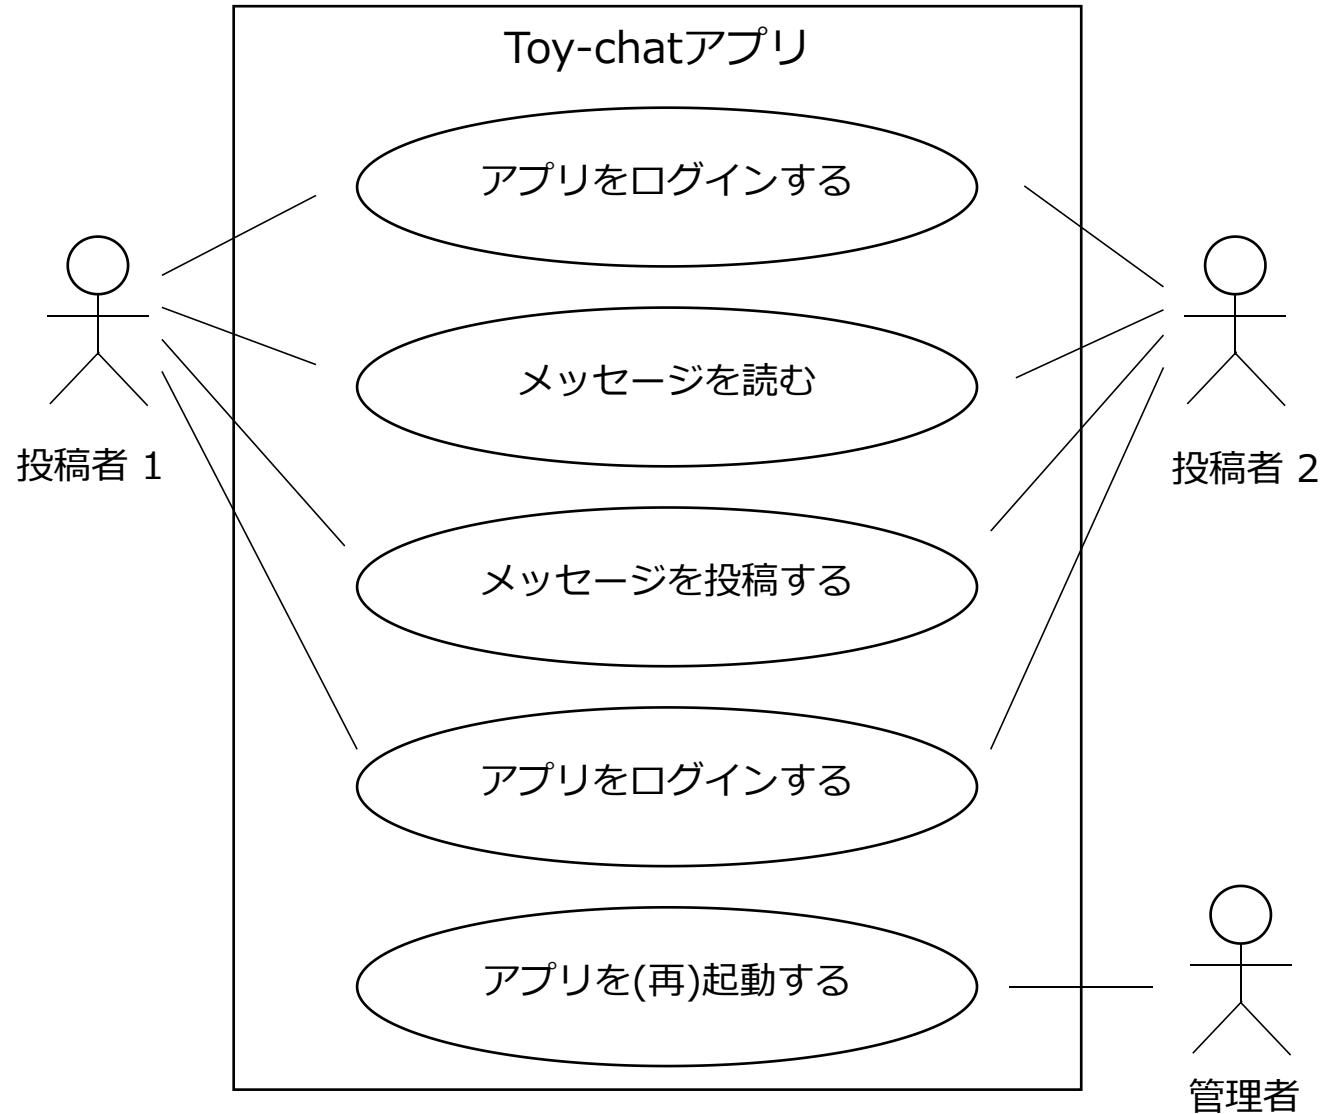 Toy-chatアプリ
アプリをログインする
メッセージを読む
投稿者 1
投稿者 2
メッセージを投稿する
アプリをログインする
アプリを(再)起動する
管理者